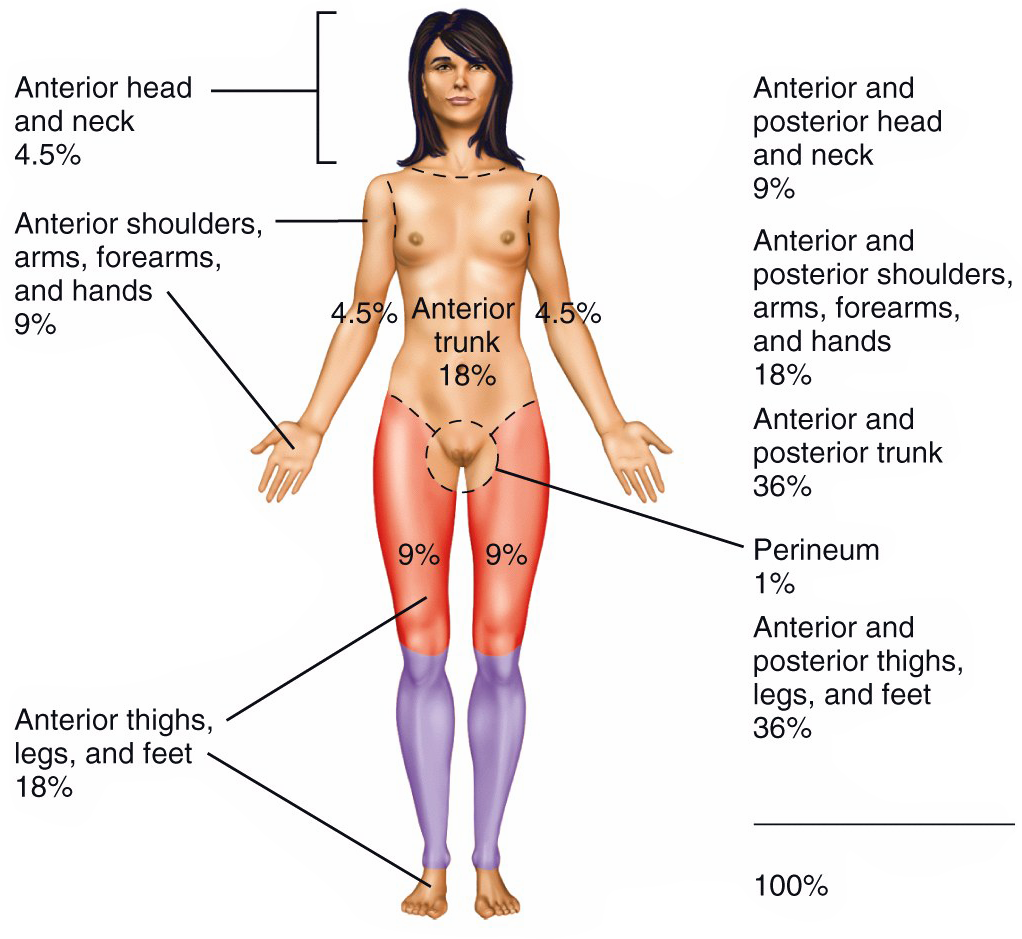 Anterior head
and neck
4.5%
Anterior shoulders,
arms, forearms,
and hands
9%
4.5%
Anterior
trunk
18%
4.5%
9%
9%
Anterior thighs,
legs, and feet
18%
Anterior and
posterior head
and neck
9%
Anterior and
posterior shoulders,
arms, forearms,
and hands
18%
Anterior and
posterior trunk
36%
Perineum
1%
Anterior and
posterior thighs,
legs, and feet
36%
100%